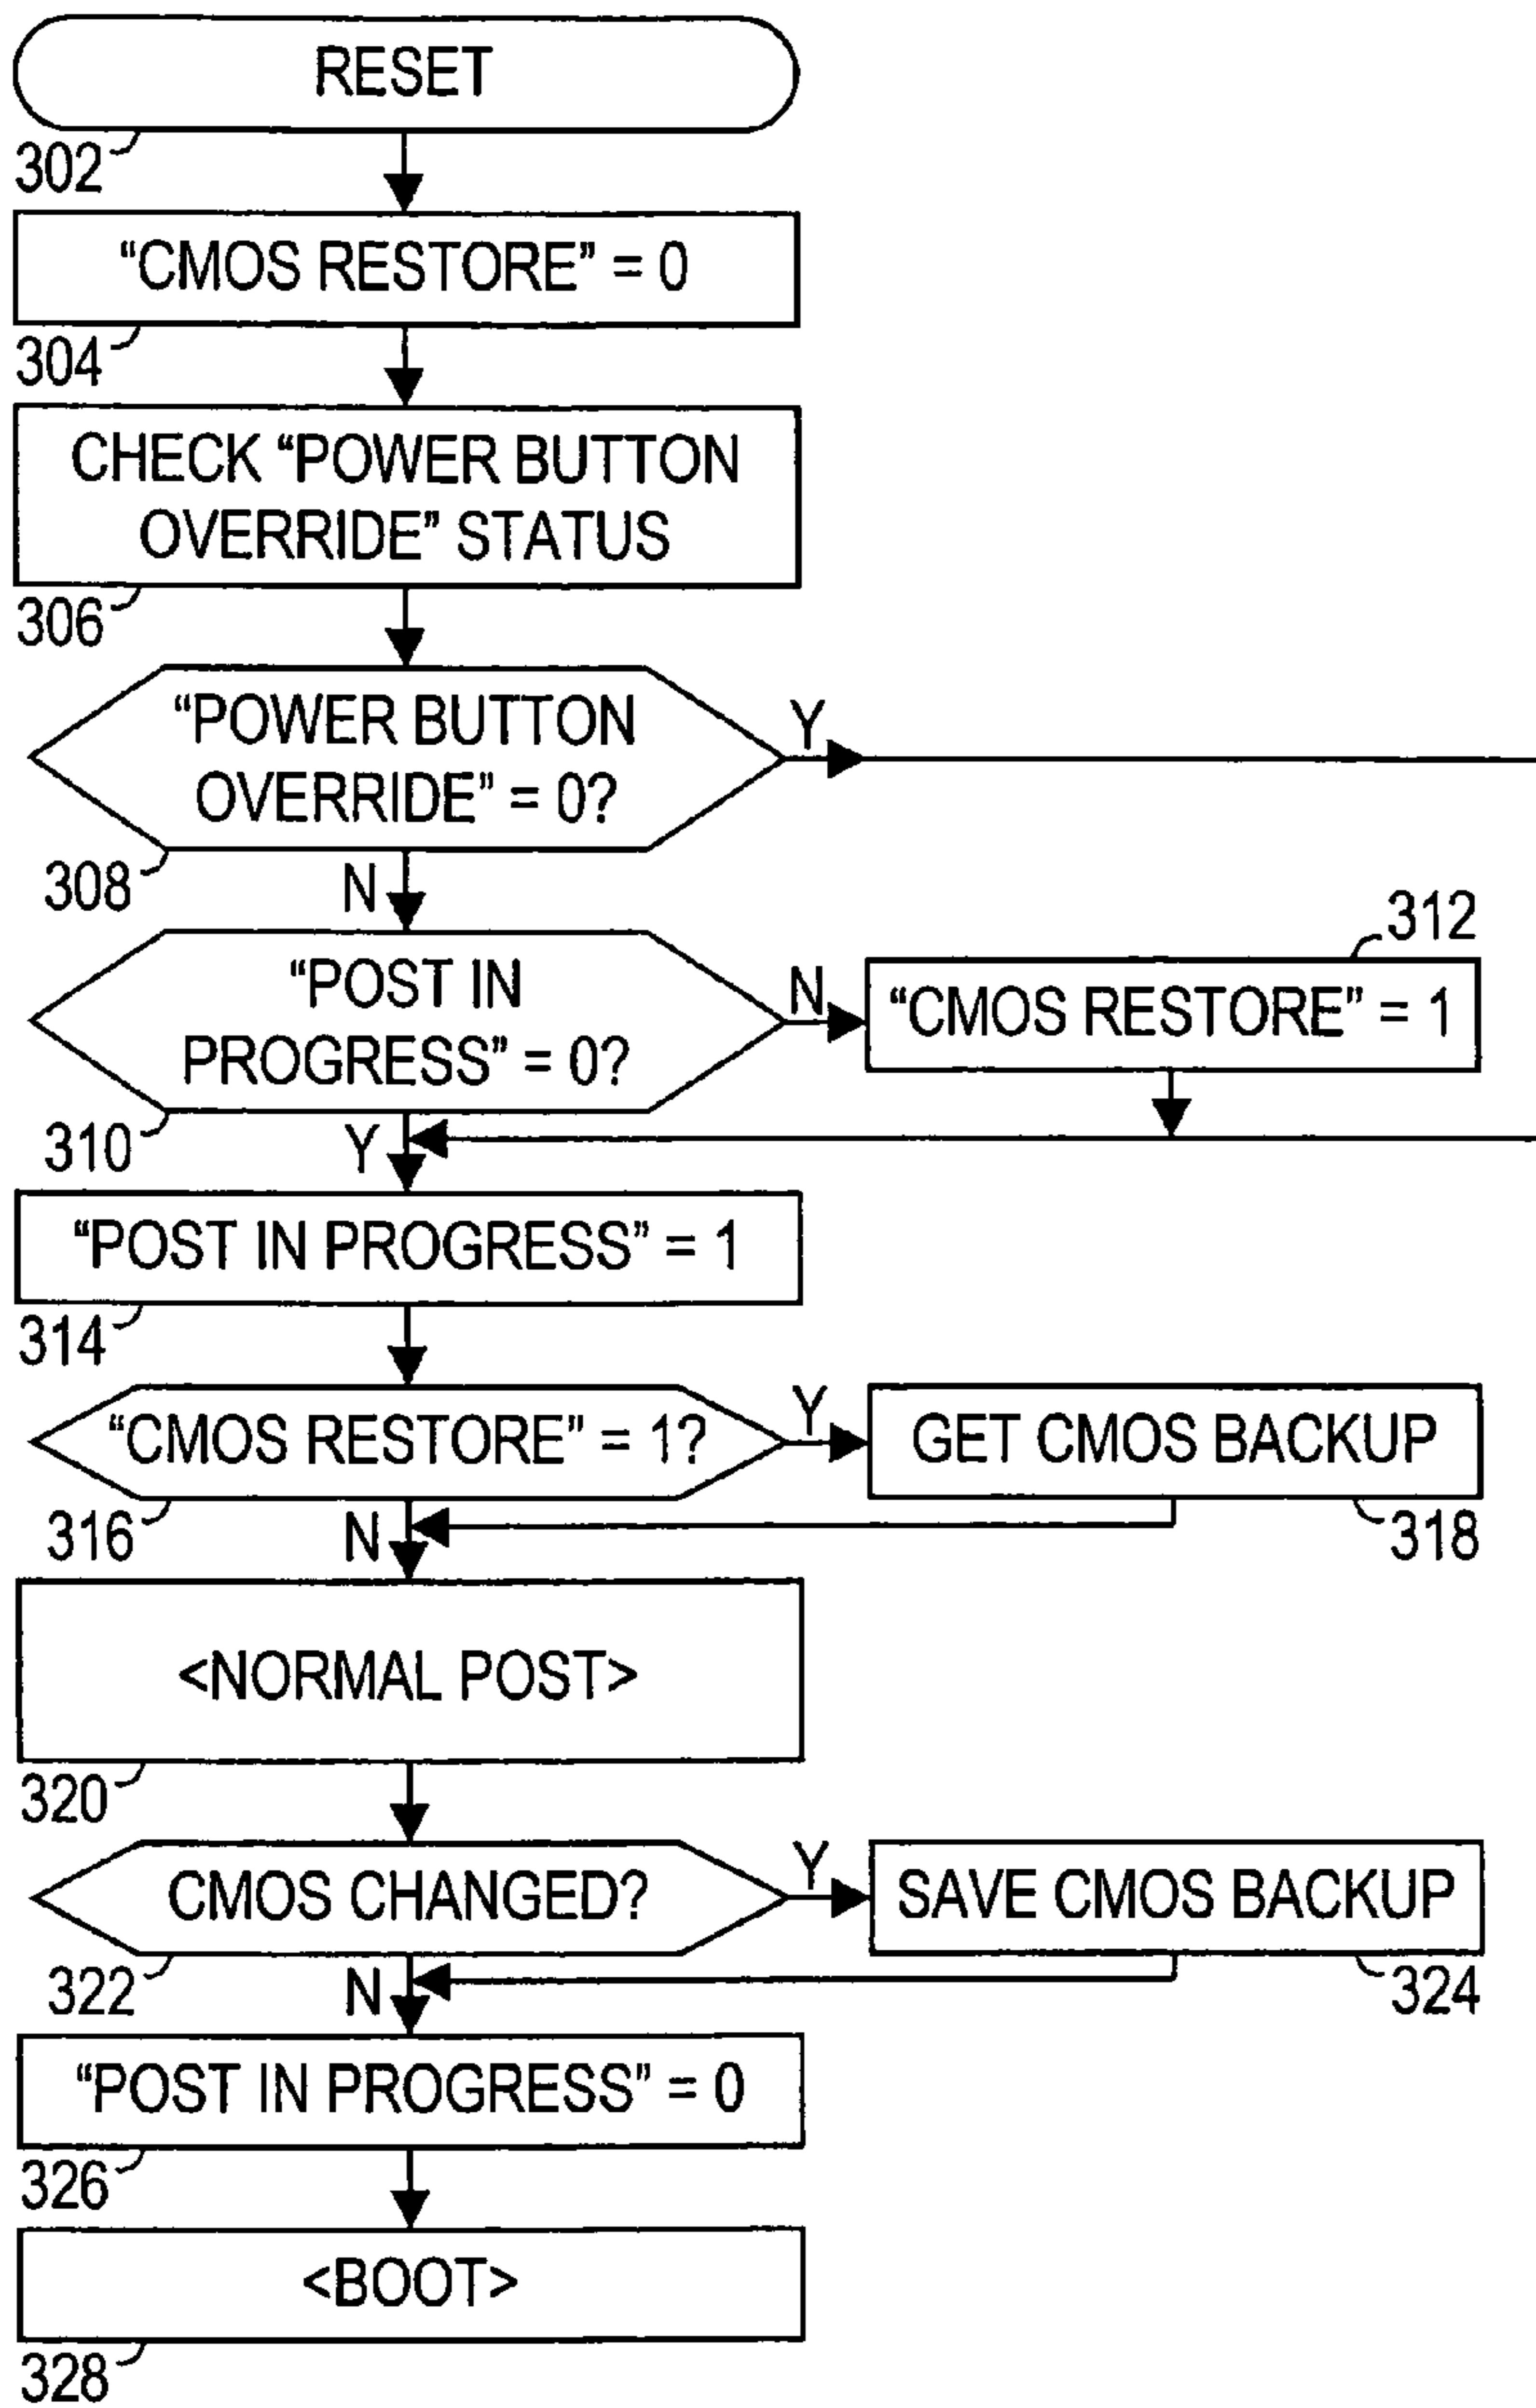 RESET
302
“CMOS RESTORE” = 0
304
CHECK “POWER BUTTON
OVERRIDE” STATUS
306
“POWER BUTTON
OVERRIDE” = 0?
Y
308
N
312
“POST IN
PROGRESS” = 0?
N
“CMOS RESTORE” = 1
310
Y
“POST IN PROGRESS” = 1
314
“CMOS RESTORE” = 1?
Y
GET CMOS BACKUP
316
N
318
<NORMAL POST>
320
CMOS CHANGED?
Y
SAVE CMOS BACKUP
322
N
324
“POST IN PROGRESS” = 0
326
<BOOT>
328